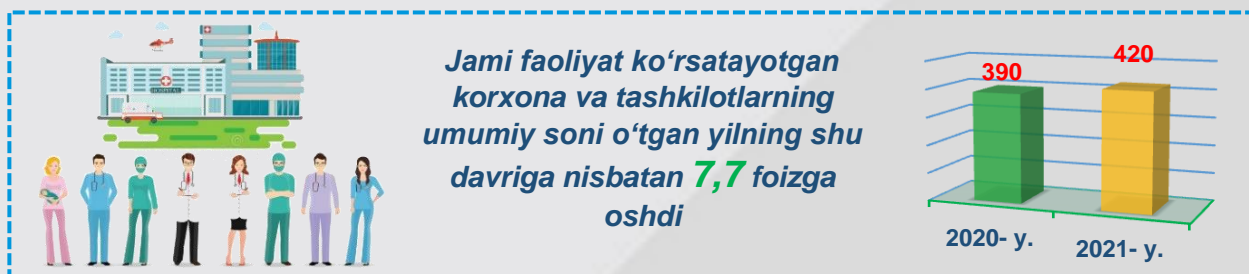 HOSPITAL
Jami faoliyat ko‘rsatayotgan
korxona va tashkilotlarning
umumiy soni o‘tgan yilning shu
davriga nisbatan 7,7 foizga
oshdi
390
420
2020- y.
2021- y.